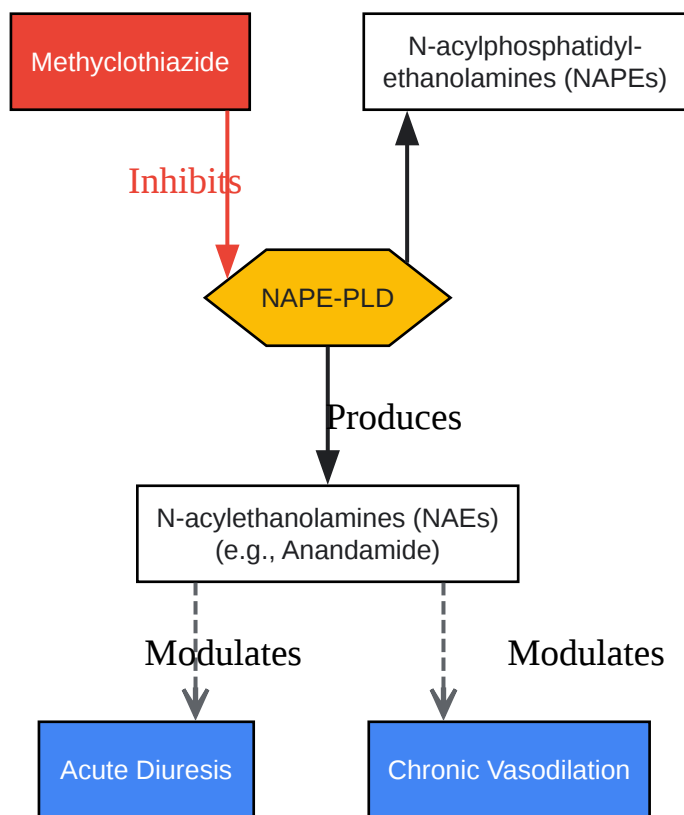 Methyclothiazide
N-acylphosphatidyl-
ethanolamines (NAPEs)
Inhibits
NAPE-PLD
Produces
N-acylethanolamines (NAEs)
(e.g., Anandamide)
Modulates
Modulates
Acute Diuresis
Chronic Vasodilation